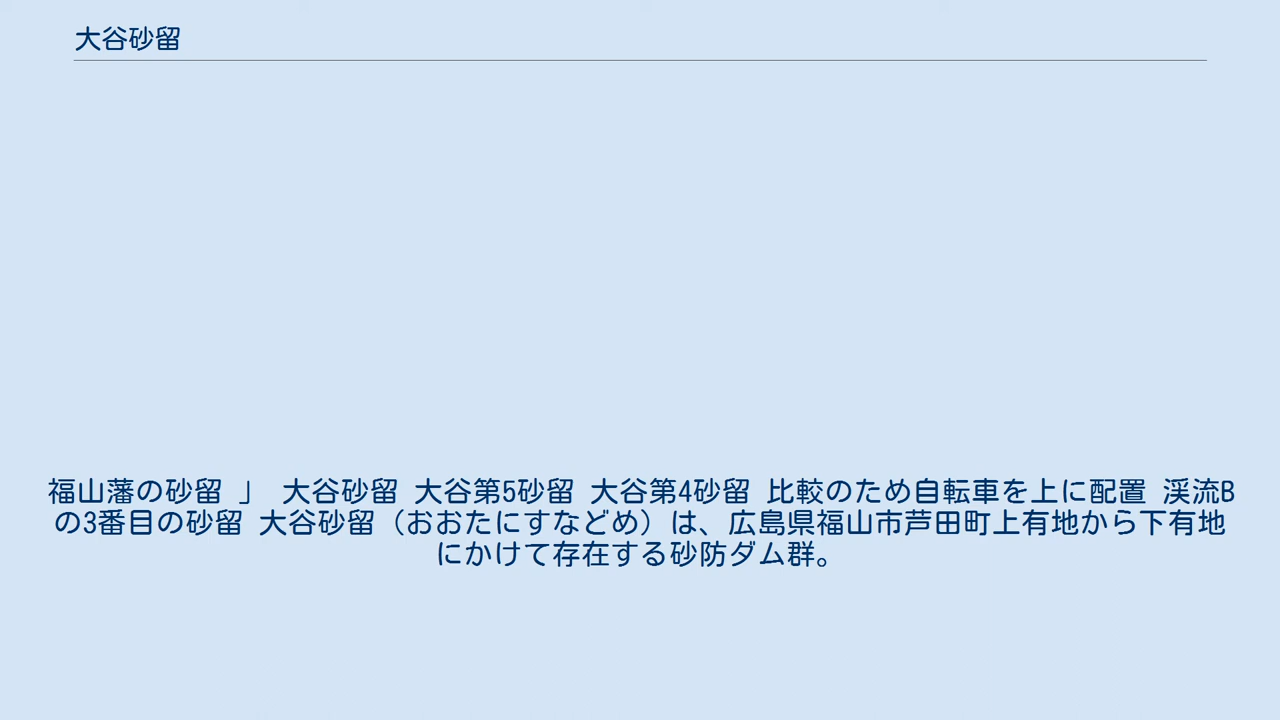 大谷砂留
福山藩の砂留 」 大谷砂留 大谷第5砂留 大谷第4砂留 比較のため自転車を上に配置 渓流B
の3番目の砂留 大谷砂留（おおたにすなどめ）は、広島県福山市芦田町上有地から下有地
にかけて存在する砂防ダム群。